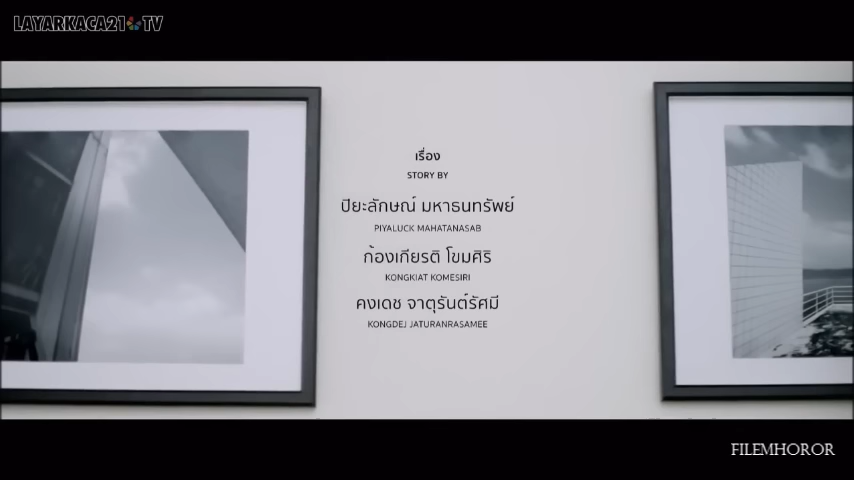 LAYARKACA21 TV
เรื่อง
STORY BY
ปิยะลักษณ์ มหาธนทรัพย์
PIYALUCK MAHATANASAB
ก้องเกียรติ โขมศิริ
KONGKIAT KOMESIRI
คงเดช จาตุรันต์รัศมี
KONGDEJ JATURANRASAMEE
FILEMHOROR